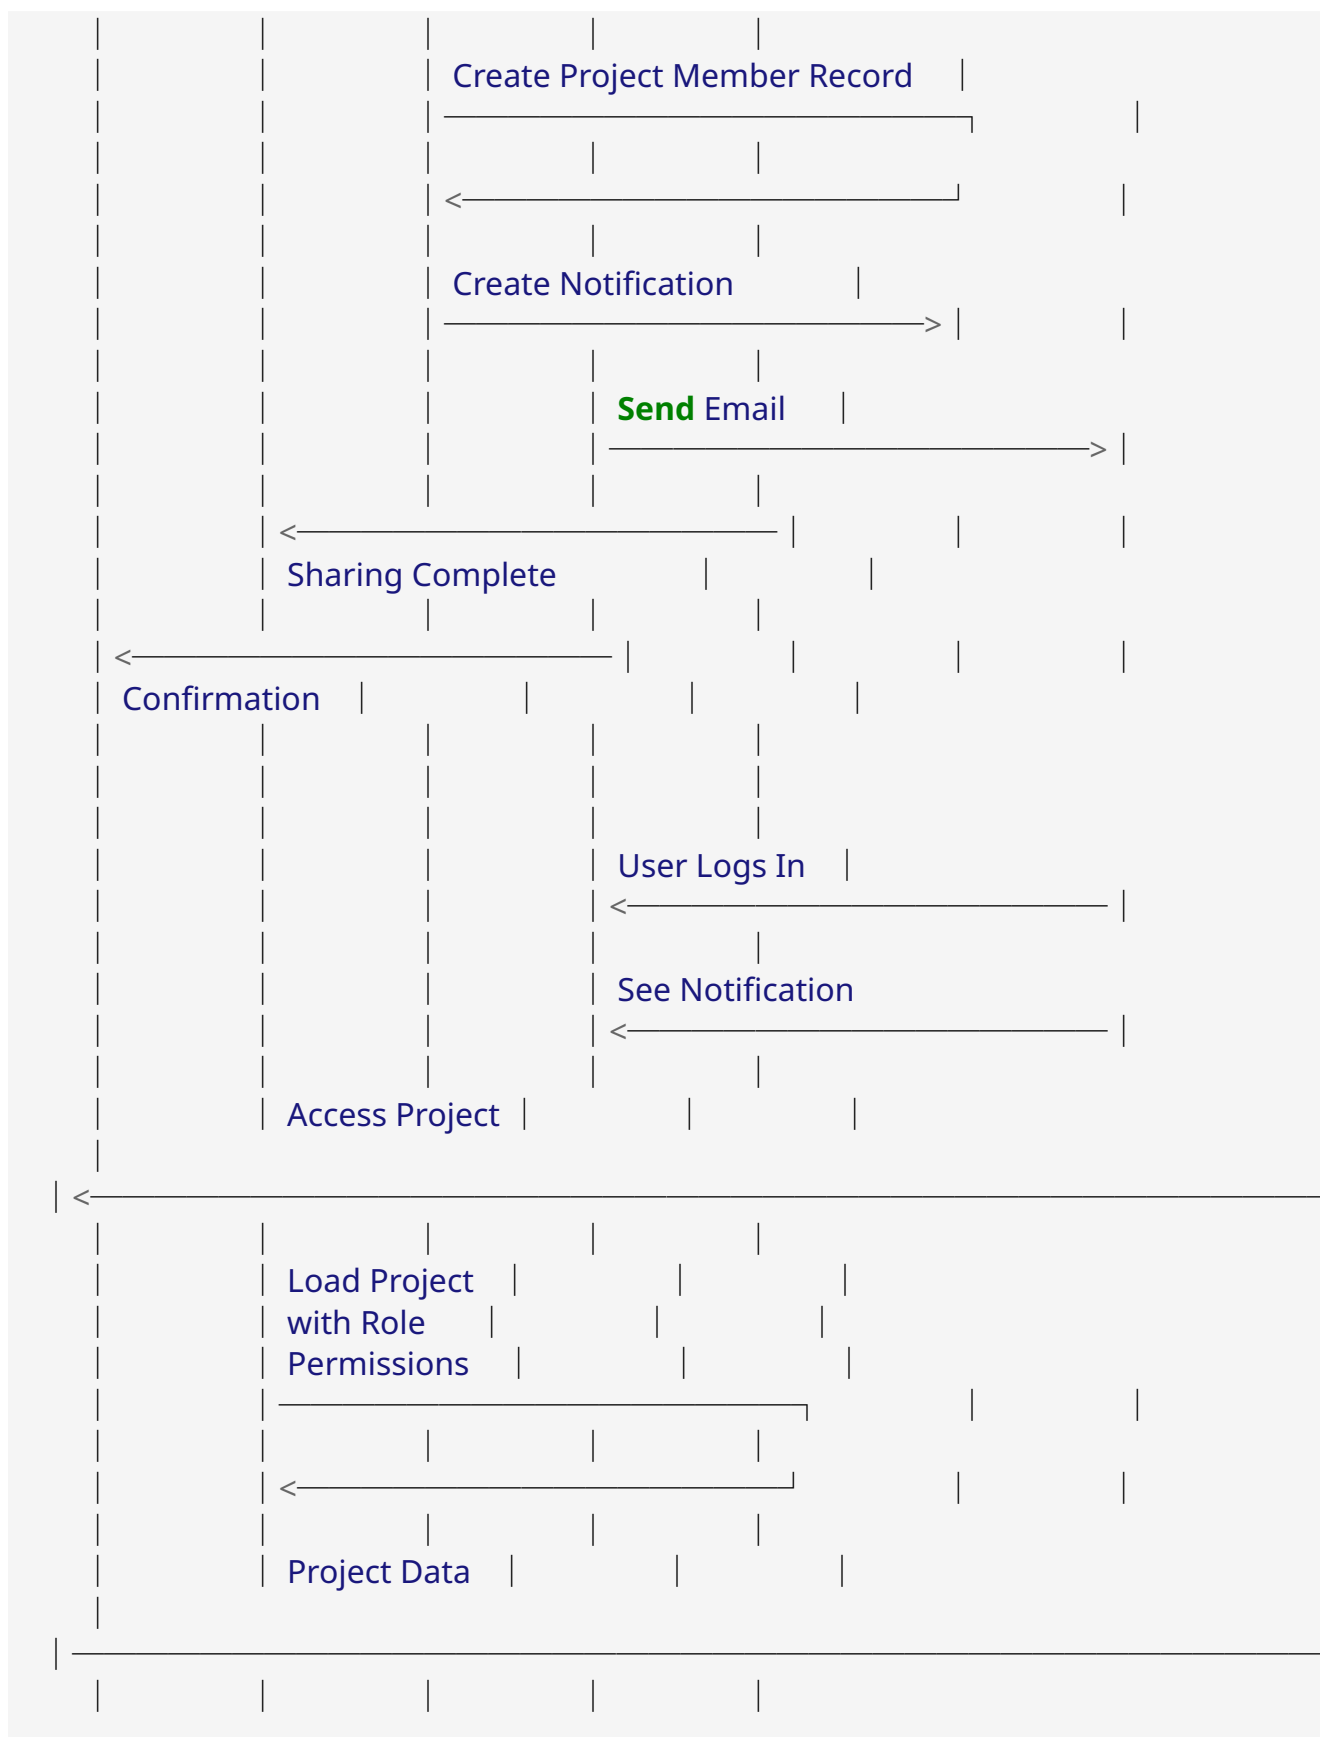 Create Project Member Record
Create Notification
Send Email
Sharing Complete
Confirmation
User Logs In
See Notification
Access Project
Load Project
with Role
Permissions
Project Data